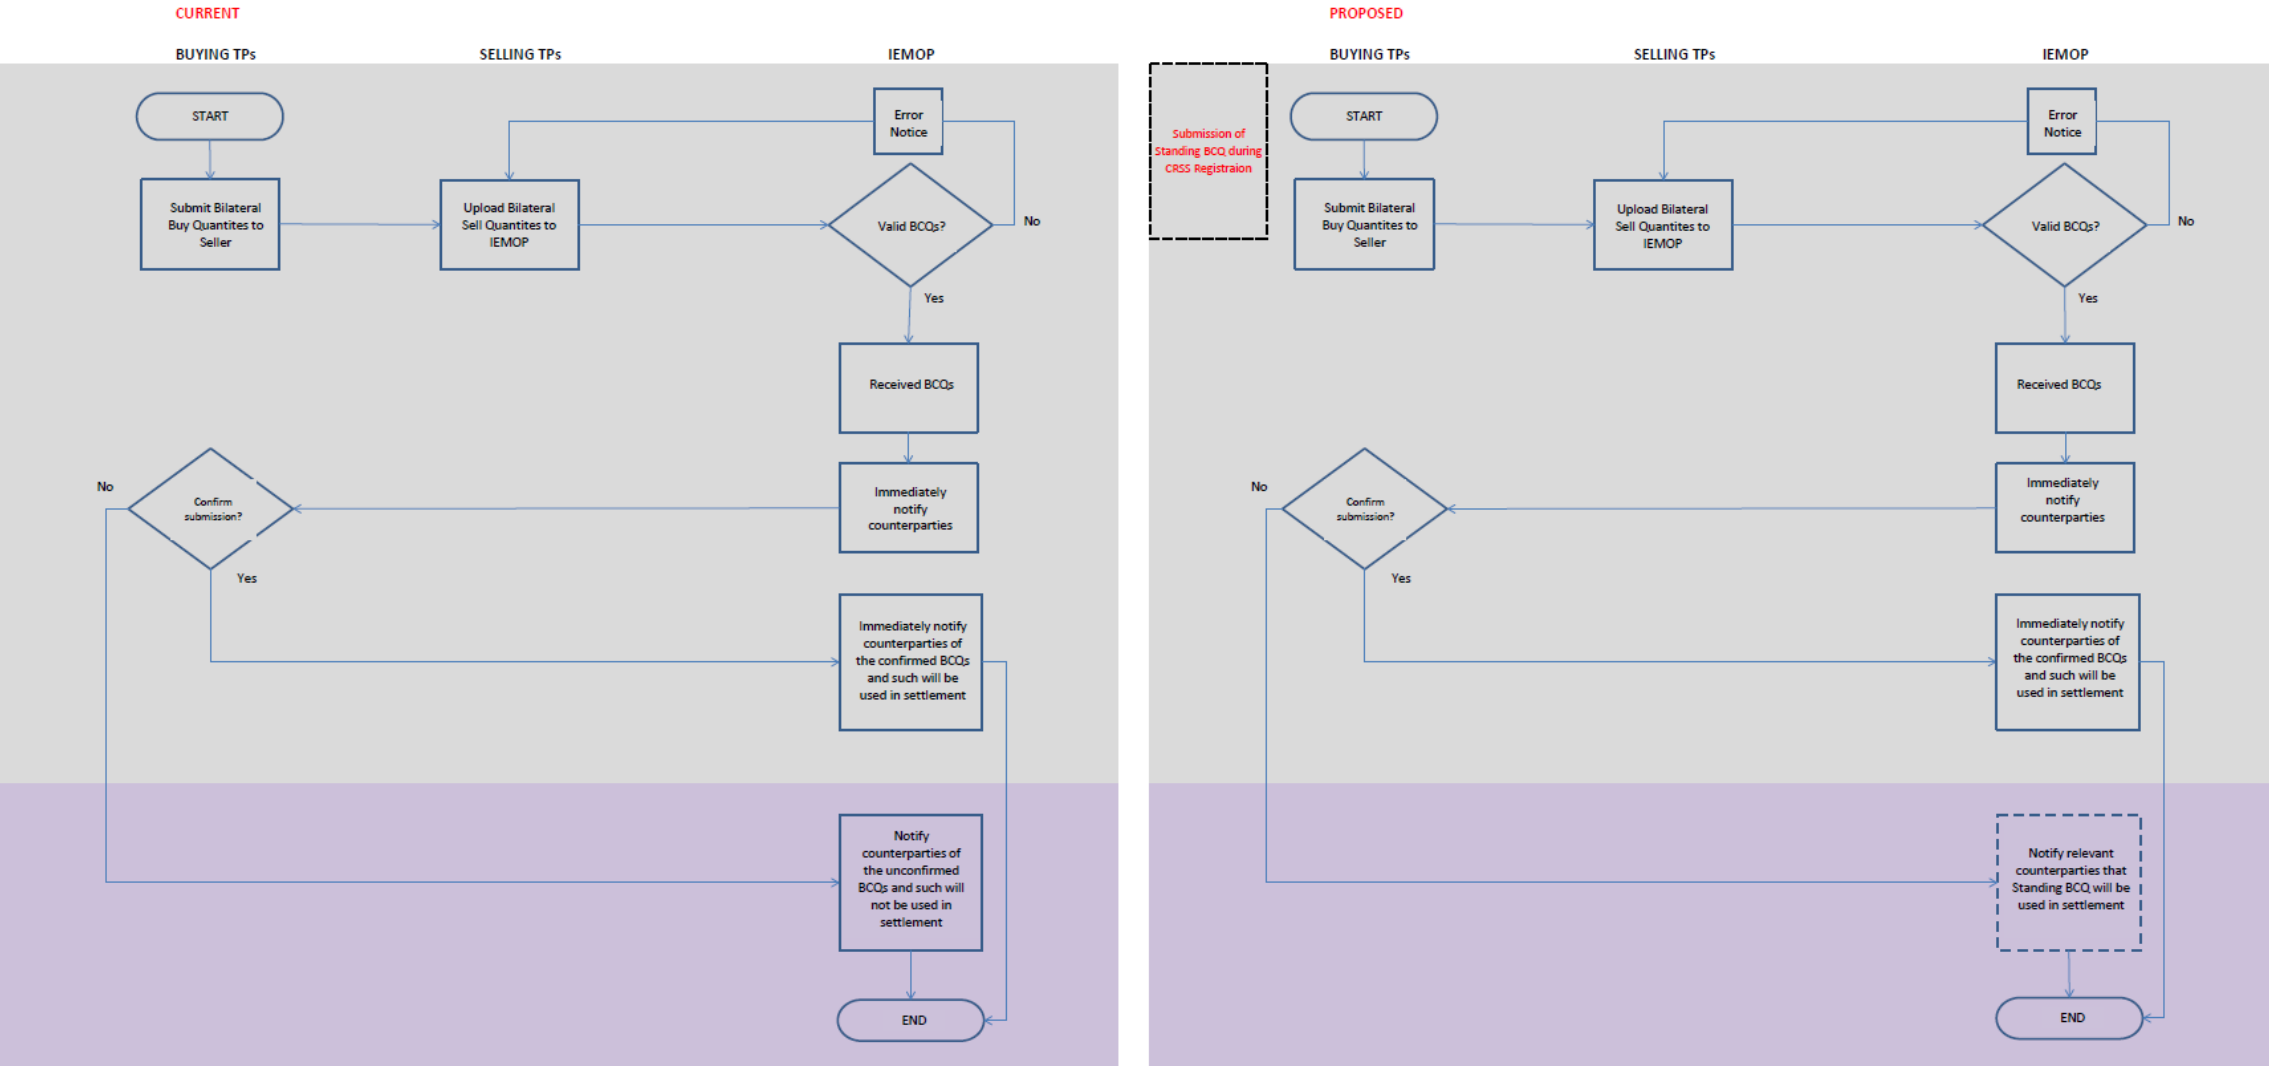 CURRENT
BUYING TPs
SELLING TPs
IEMOP
START
Error
Notice
Submit Bilateral
Buy Quantites to
Seller
Upload Bilateral
Sell Quantites to
IEMOP
Valid BCQs?
No
Yes
Received BCQs
Immediately
notify
counterparties
No
Confirm
submission?
Yes
Immediately notify
counterparties of
the confirmed BCQs
and such will be
used in settlement
Notify
counterparties of
the unconfirmed
BCQs and such will
not be used in
settlement
END
PROPOSED
BUYING TPs
SELLING TPs
IEMOP
Submission of
Standing BCQ during
CRSS Registraion
START
Error
Notice
Submit Bilateral
Buy Quantites to
Seller
Upload Bilateral
Sell Quantites to
IEMOP
Valid BCQs?
No
Yes
Received BCQs
Immediately
notify
counterparties
No
Confirm
submission?
Yes
Immediately notify
counterparties of
the confirmed BCQs
and such will be
used in settlement
Notify relevant
counterparties that
Standing BCQ will be
used in settlement
END